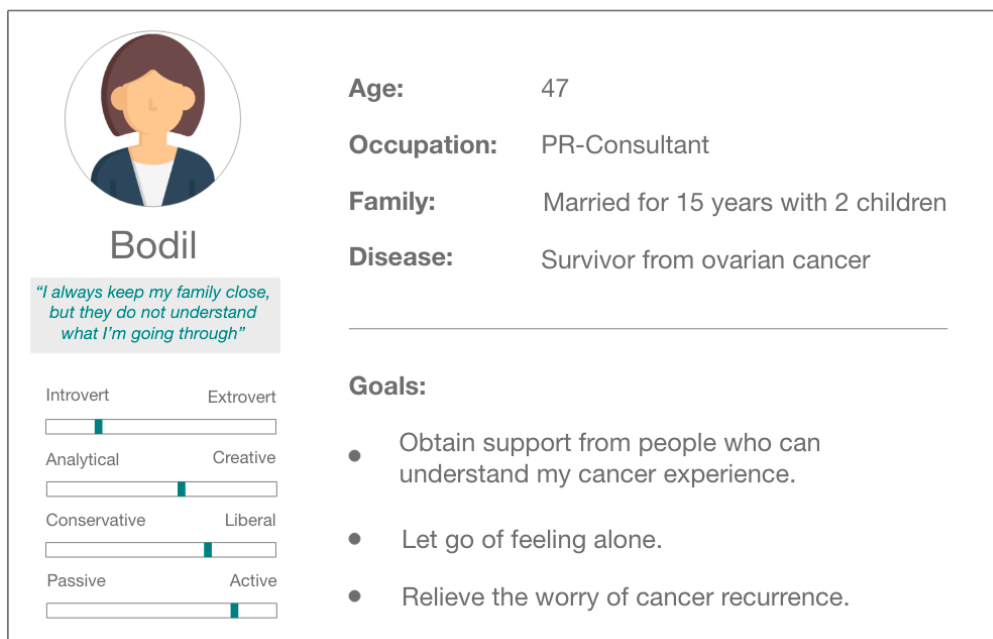 Bodil
“I always keep my family close,
but they do not understand
what I’m going through”
Introvert Extrovert
Analytical Creative
Conservative Liberal
Passive Active
Age: 47
Occupation: PR-Consultant
Family: Married for 15 years with 2 children
Disease: Survivor from ovarian cancer
Goals:
Obtain support from people who can
understand my cancer experience.
Let go of feeling alone.
Relieve the worry of cancer recurrence.